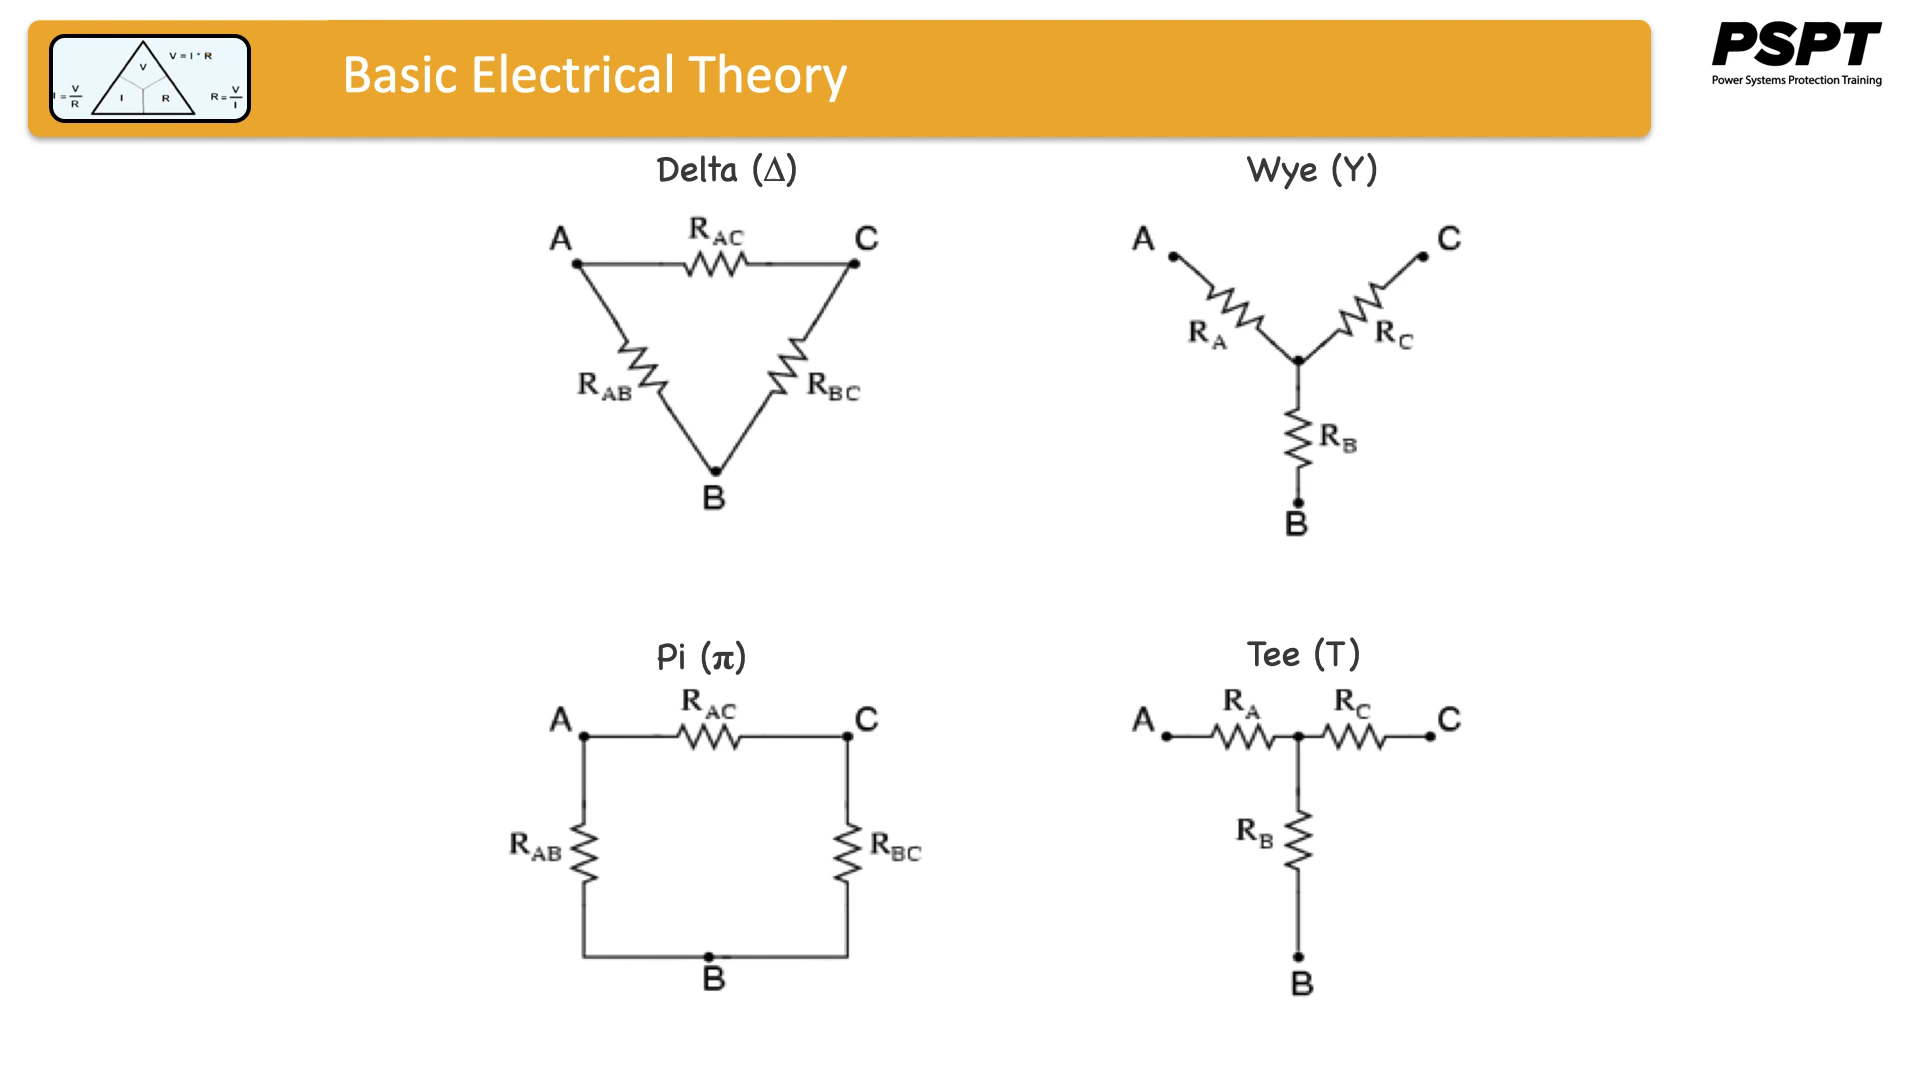 V
V = I * R
I = V/R
I
R
R = V/I
Basic Electrical Theory
PSPT
Power Systems Protection Training
Delta (Δ)
Wye (Y)
A
RAC
C
RAB
RBC
B
A
C
RA
RC
RB
B
Pi (π)
Tee (T)
A
RAC
C
RAB
RBC
B
A
RA
RC
C
RB
B